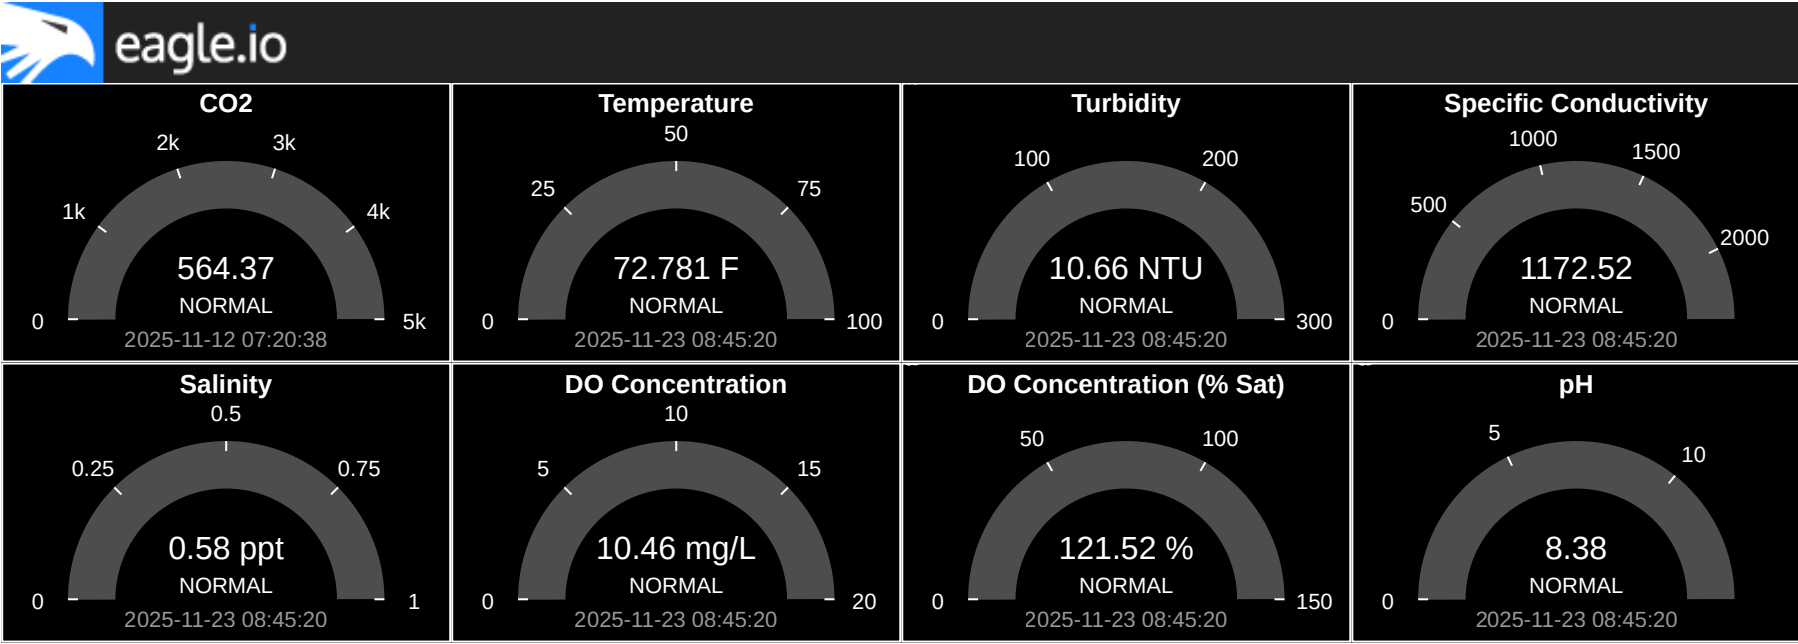 eagle.io
CO2
2k 3k
1k 4k
564.37
NORMAL
0 5k
2025-11-12 07:20:38
Temperature
50
25 75
72.781 F
NORMAL
0 100
2025-11-23 08:45:20
Turbidity
100 200
10.66 NTU
NORMAL
0 300
2025-11-23 08:45:20
Specific Conductivity
1000
1500
500
2000
1172.52
NORMAL
0
2025-11-23 08:45:20
Salinity
0.5
0.25 0.75
0.58 ppt
NORMAL
0 1
2025-11-23 08:45:20
DO Concentration
10
5 15
10.46 mg/L
NORMAL
0 20
2025-11-23 08:45:20
DO Concentration (% Sat)
50 100
121.52 %
NORMAL
0 150
2025-11-23 08:45:20
pH
5
10
8.38
NORMAL
0
2025-11-23 08:45:20